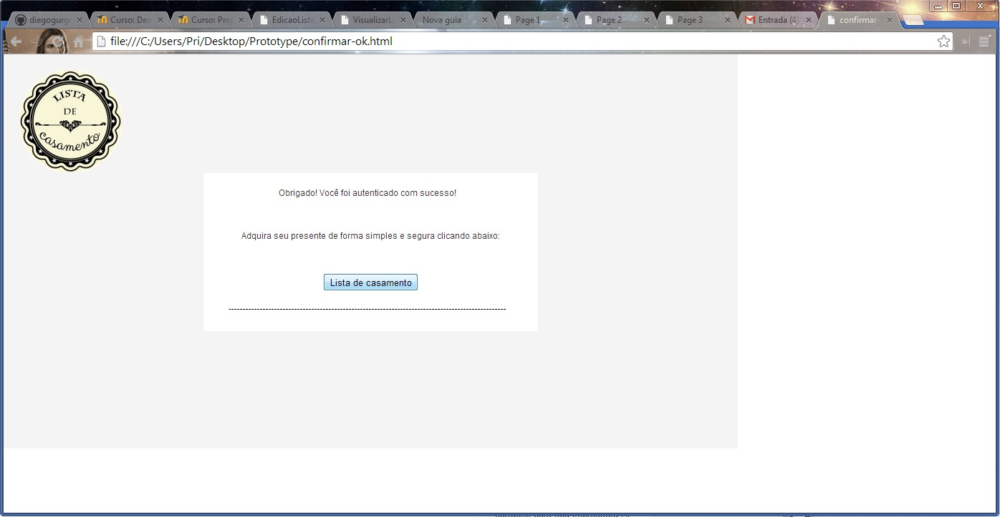 diegogurg
Curso: Des
Curso: Proj
EdicaoLista
VisualizarLi
Nova guia
Page 1
Page 2
Page 3
Entrada (4)
confirmar-
file:///C:/Users/Pri/Desktop/Prototype/confirmar-ok.html
LISTA
DE
casamento
Obrigado! Você foi autenticado com sucesso!
Adquira seu presente de forma simples e segura clicando abaixo:
Lista de casamento